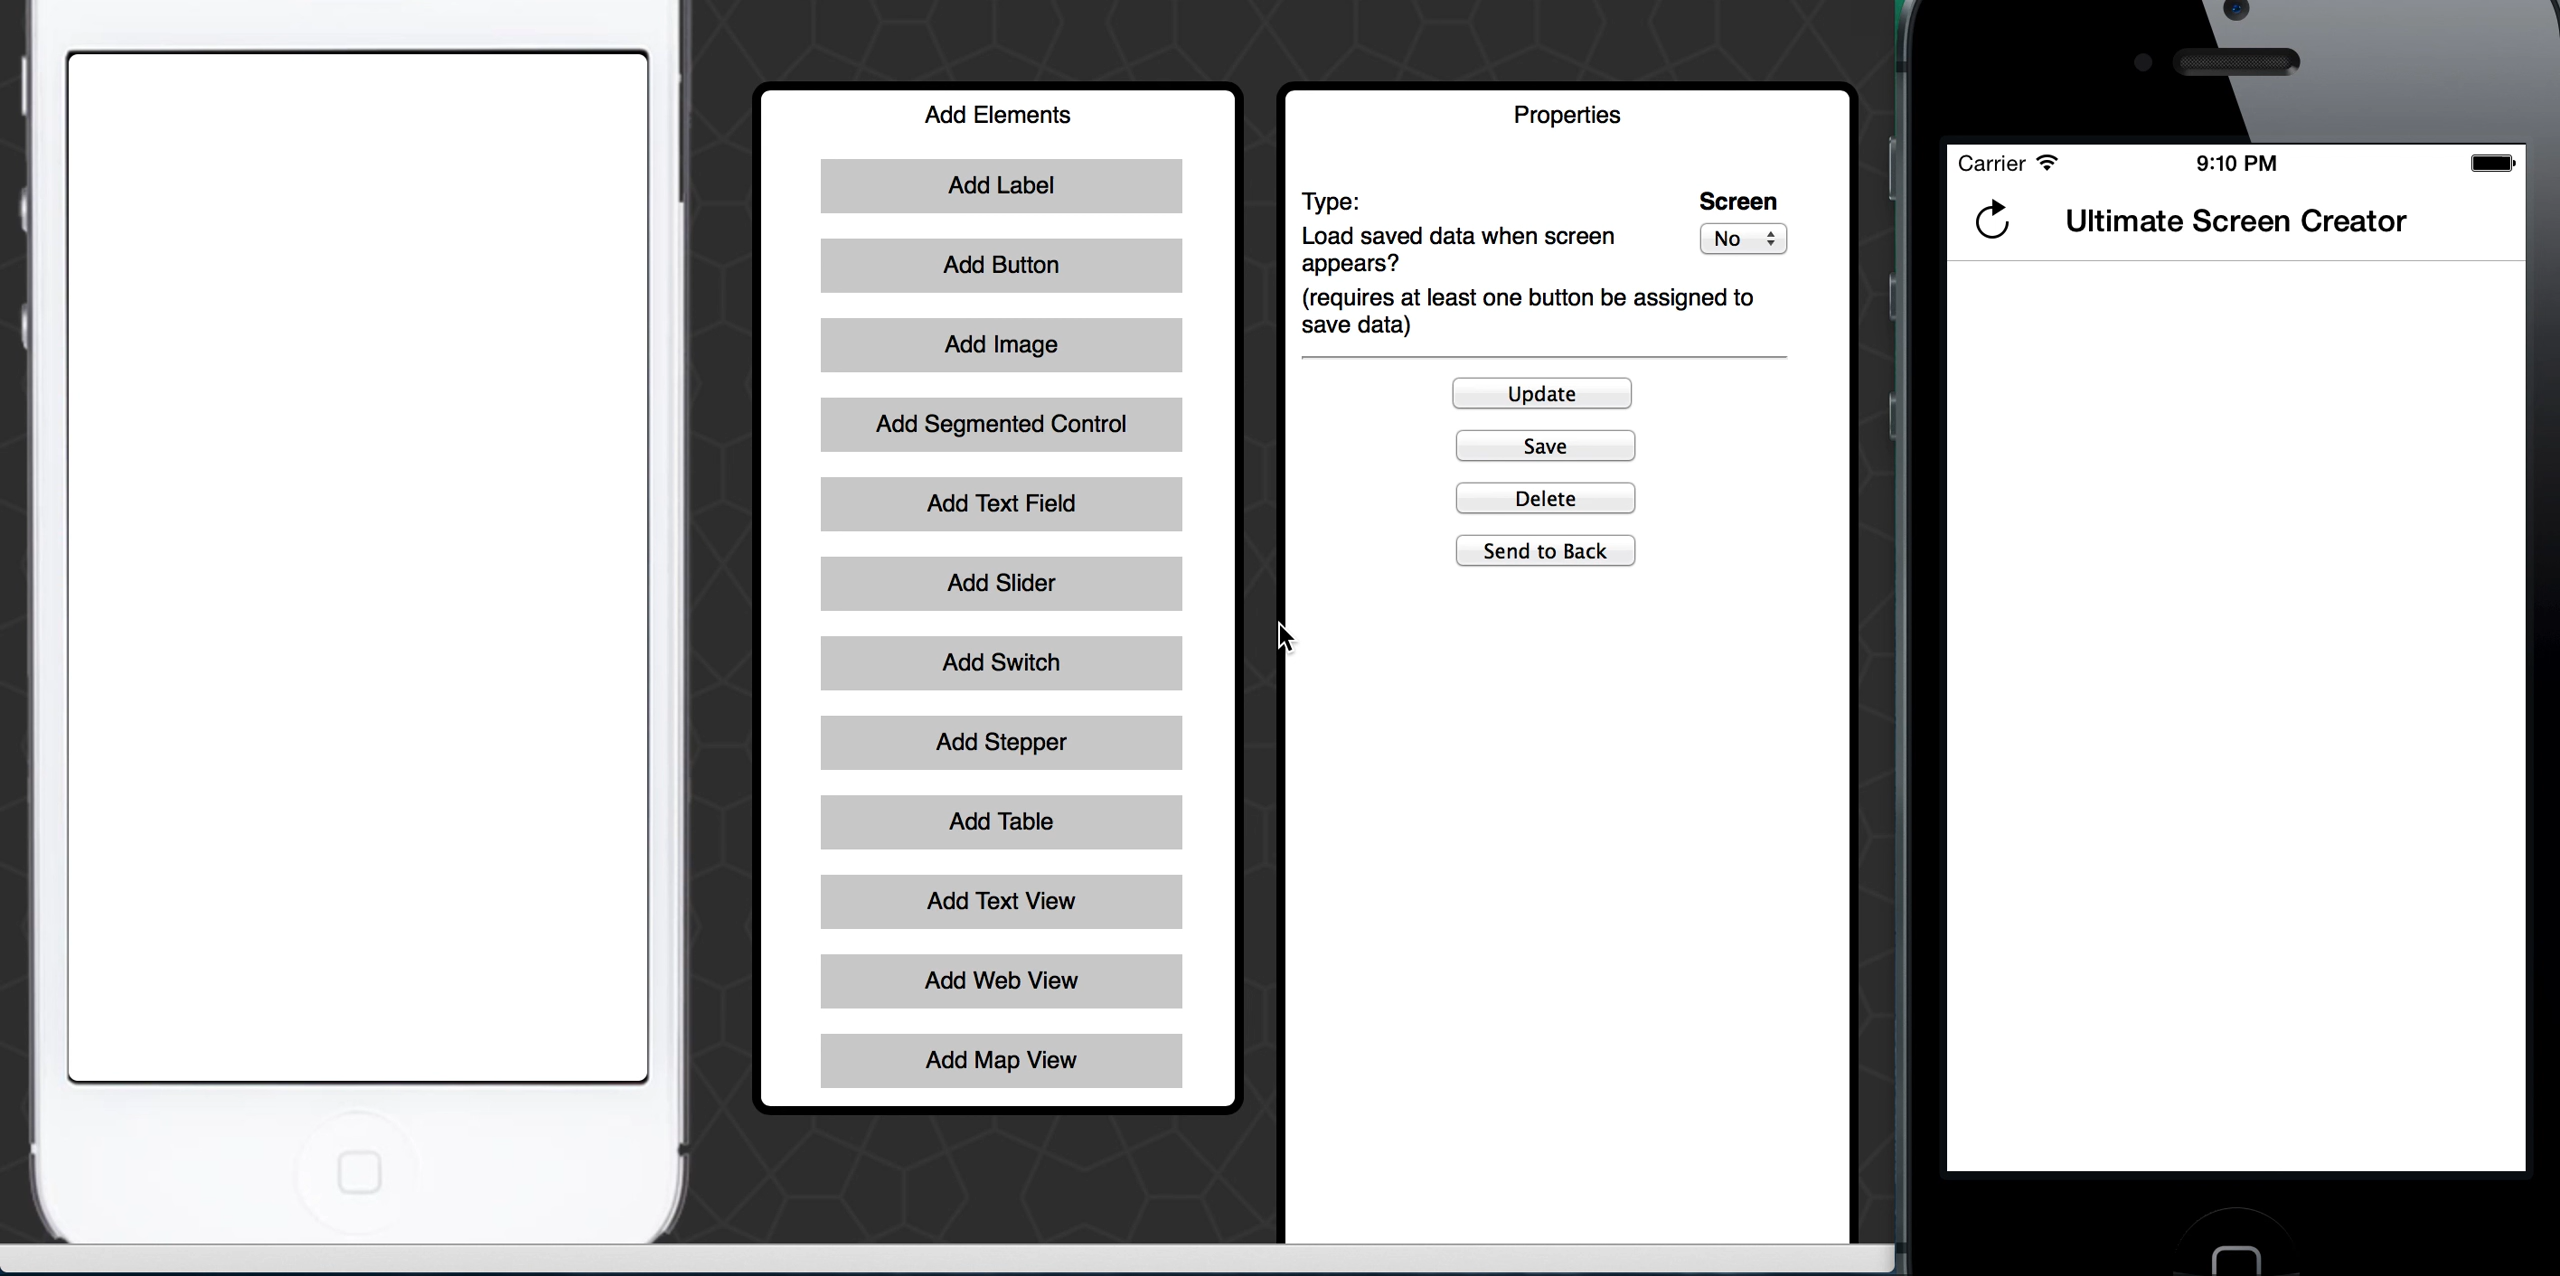 Add Elements
Add Label
Add Button
Add Image
Add Segmented Control
Add Text Field
Add Slider
Add Switch
Add Stepper
Add Table
Add Text View
Add Web View
Add Map View
Properties
Type: Screen
Load saved data when screen No
appears?
(requires at least one button be assigned to
save data)
Update
Save
Delete
Send to Back
Carrier 9:10 PM
Ultimate Screen Creator